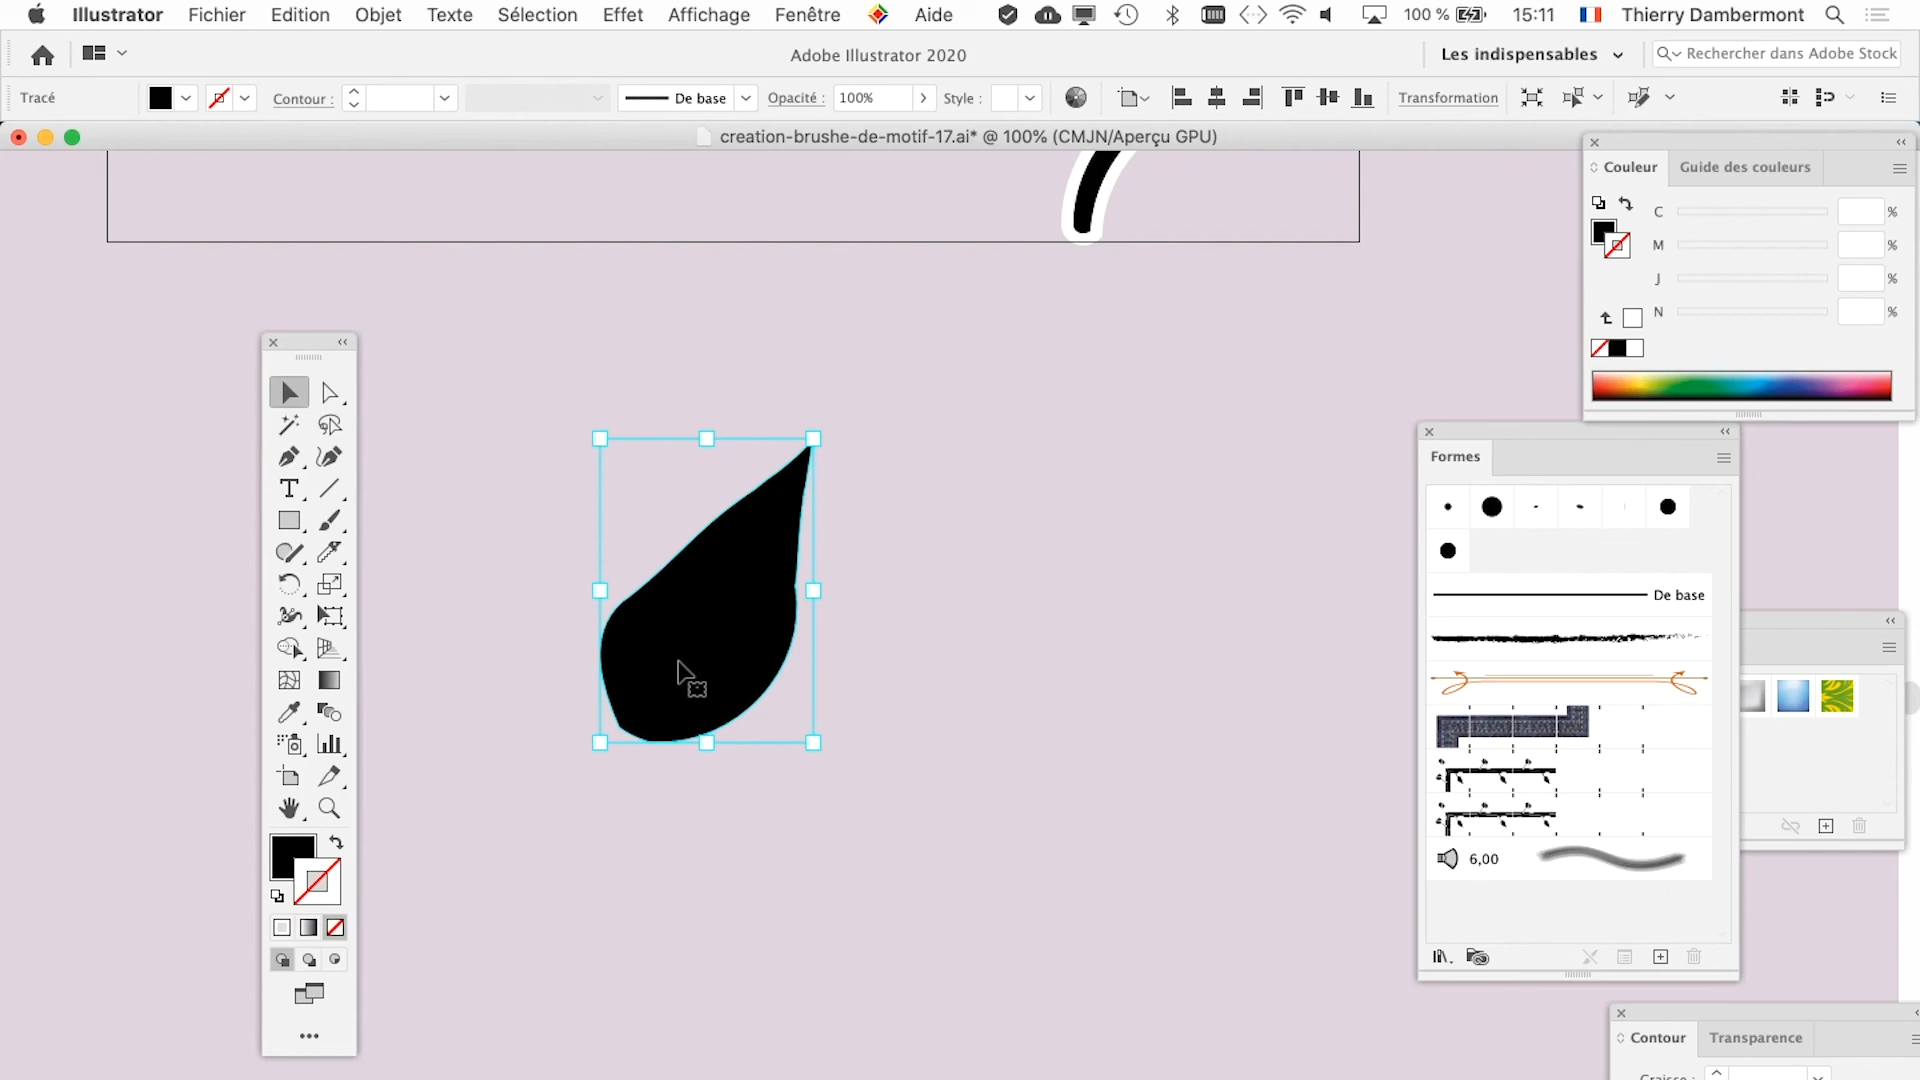 Illustrator Fichier Edition Objet Texte Sélection Effet Affichage Fenêtre Aide 100 % 15:11 Thierry Dambermont
Adobe Illustrator 2020
Les indispensables
Rechercher dans Adobe Stock
Tracé
Contour :
De base
Opacité : 100%
Style :
Transformation
creation-brushe-de-motif-17.ai* @ 100% (CMJN/Aperçu GPU)
Couleur Guide des couleurs
C %
M %
J %
N %
Formes
De base
6,00
Contour Transparence
Graisse :